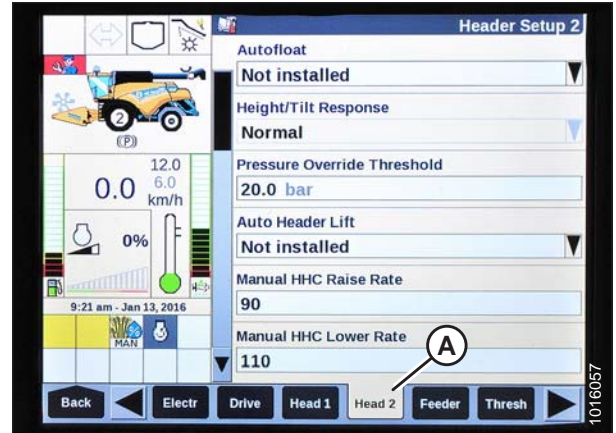 Header Setup 2
Autofloat
Not installed
Height/Tilt Response
Normal
Pressure Override Threshold
20.0 bar
Auto Header Lift
Not installed
Manual HHC Raise Rate
90
Manual HHC Lower Rate
110
2
(P)
12.0
6.0
0.0
km/h
0%
9:21 am - Jan 13, 2016
MAN
A
Back
Electr
Drive
Head 1
Head 2
Feeder
Thresh
1016057